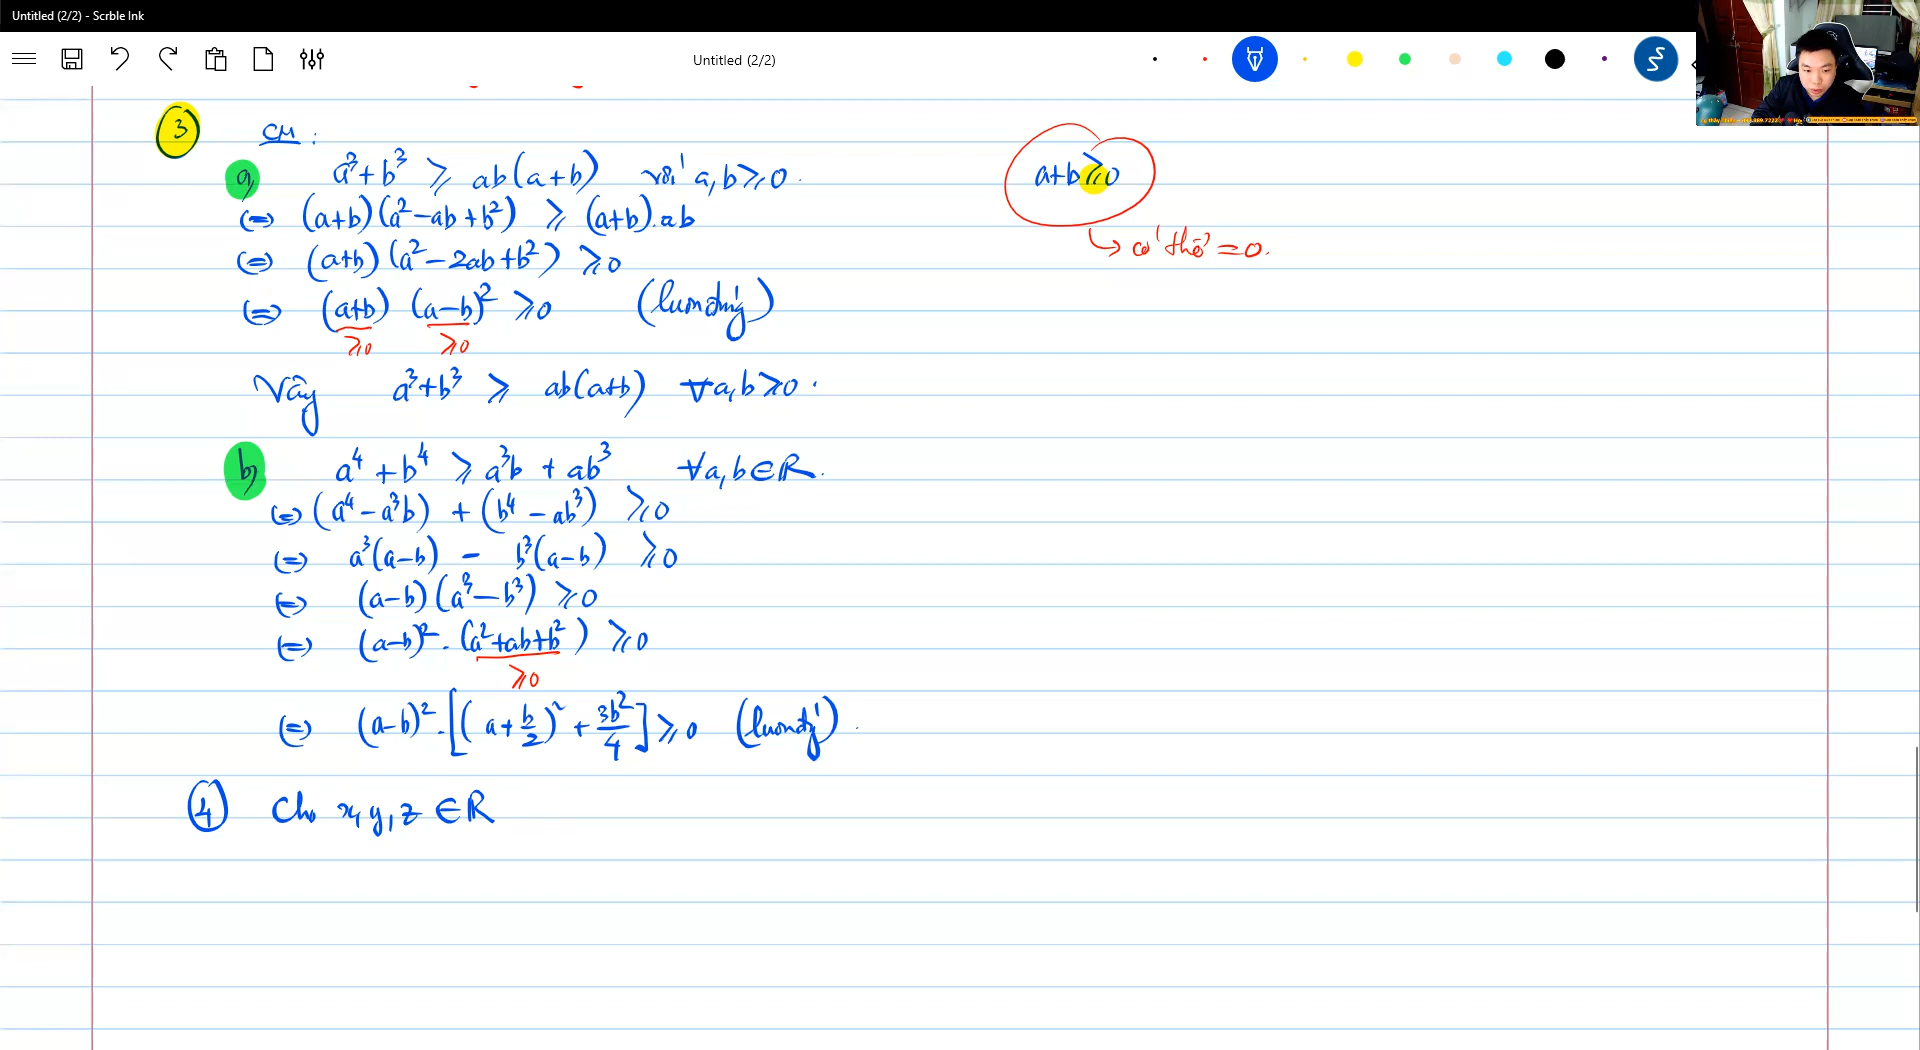 Untitled (2/2) - Scrble Ink
Untitled (2/2)
3 CM :
a) a³ + b³ ⩾ ab(a+b) với a,b ⩾ 0.
⇔ (a+b)(a² − ab + b²) ⩾ (a+b).ab
⇔ (a+b)(a² − 2ab + b²) ⩾ 0
⇔ (a+b) (a−b)² ⩾ 0 (luôn đúng)
⩾0 ⩾0
Vậy a³ + b³ ⩾ ab(a+b) ∀a,b ⩾ 0.
b) a⁴ + b⁴ ⩾ a³b + ab³ ∀a,b ∈ R.
⇔ (a⁴ − a³b) + (b⁴ − ab³) ⩾ 0
⇔ a³(a−b) − b³(a−b) ⩾ 0
⇔ (a−b)(a³ − b³) ⩾ 0
⇔ (a−b)² . (a² + ab + b²) ⩾ 0
⩾0
⇔ (a−b)² . [(a + b/2)² + 3b²/4] ⩾ 0 (luôn đg)
4 Cho x,y,z ∈ R
a+b ⩾ 0
↳ có thể = 0.